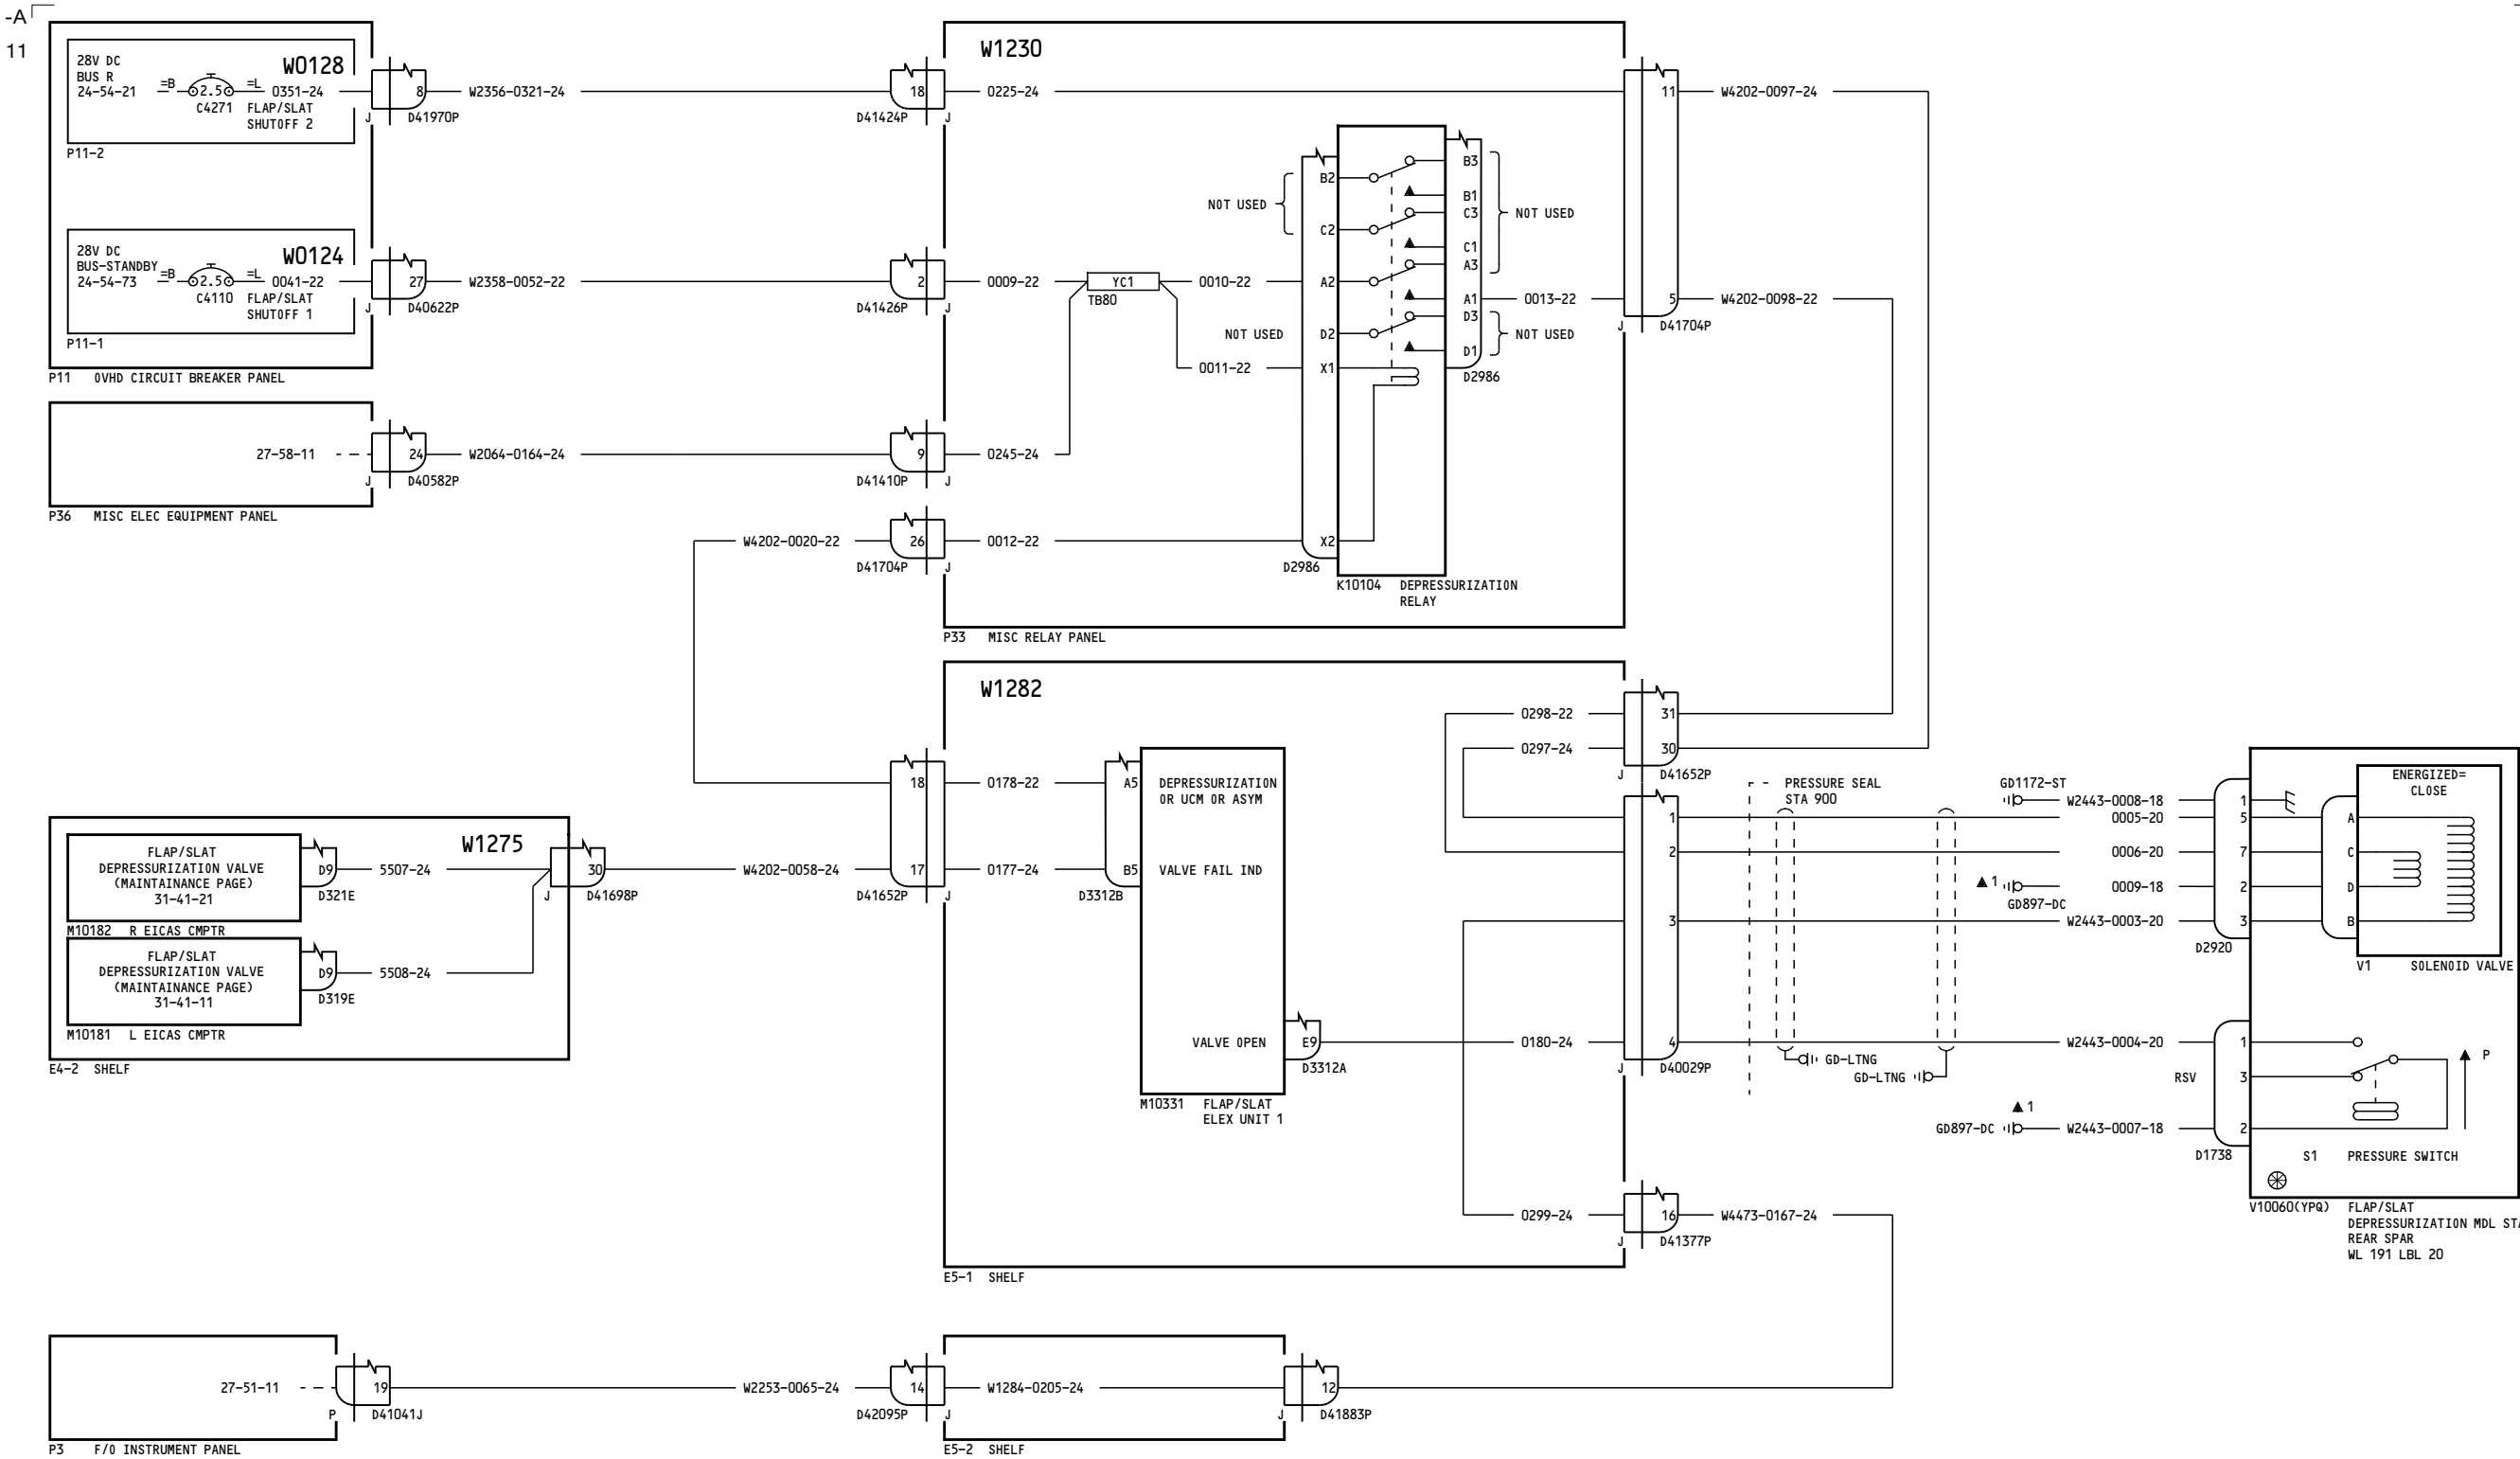 -A
11
28V DC
BUS R
24-54-21
=B
2.5
=L
W0128
0351-24
C4271
FLAP/SLAT
SHUTOFF 2
P11-2
8
J
D41970P
W2356-0321-24
28V DC
BUS-STANDBY
24-54-73
=B
2.5
=L
W0124
0041-22
C4110
FLAP/SLAT
SHUTOFF 1
P11-1
27
J
D40622P
W2358-0052-22
P11 OVHD CIRCUIT BREAKER PANEL
27-58-11
24
J
D40582P
W2064-0164-24
P36 MISC ELEC EQUIPMENT PANEL
W1230
18
D41424P
J
0225-24
2
D41426P
J
0009-22
YC1
TB80
0010-22
0011-22
9
D41410P
J
0245-24
W4202-0020-22
26
D41704P
J
0012-22
NOT USED
NOT USED
B2
C2
A2
D2
X1
X2
D2986
B3
B1
C3
C1
A3
A1
D3
D1
D2986
NOT USED
NOT USED
0013-22
K10104 DEPRESSURIZATION
RELAY
11
W4202-0097-24
5
W4202-0098-22
J
D41704P
P33 MISC RELAY PANEL
W1282
18
17
D41652P
J
0178-22
0177-24
A5
B5
D3312B
DEPRESSURIZATION
OR UCM OR ASYM
VALVE FAIL IND
VALVE OPEN
E9
D3312A
M10331 FLAP/SLAT
ELEX UNIT 1
0298-22
0297-24
31
30
J
D41652P
1
2
3
0180-24
4
J
D40029P
0299-24
16
J
D41377P
W4473-0167-24
E5-1 SHELF
W1275
FLAP/SLAT
DEPRESSURIZATION VALVE
(MAINTAINANCE PAGE)
31-41-21
D9
D321E
5507-24
M10182 R EICAS CMPTR
FLAP/SLAT
DEPRESSURIZATION VALVE
(MAINTAINANCE PAGE)
31-41-11
D9
D319E
5508-24
M10181 L EICAS CMPTR
30
J
D41698P
W4202-0058-24
E4-2 SHELF
PRESSURE SEAL
STA 900
GD-LTNG
GD-LTNG
GD1172-ST
W2443-0008-18
0005-20
0006-20
▲1
GD897-DC
0009-18
W2443-0003-20
W2443-0004-20
RSV
▲1
GD897-DC
W2443-0007-18
1
5
7
2
3
D2920
A
C
D
B
ENERGIZED=
CLOSE
V1 SOLENOID VALVE
1
3
2
D1738
P
S1 PRESSURE SWITCH
V10060(YPQ) FLAP/SLAT
DEPRESSURIZATION MDL
REAR SPAR
WL 191 LBL 20
27-51-11
19
P
D41041J
W2253-0065-24
P3 F/O INSTRUMENT PANEL
14
D42095P
J
W1284-0205-24
12
J
D41883P
E5-2 SHELF